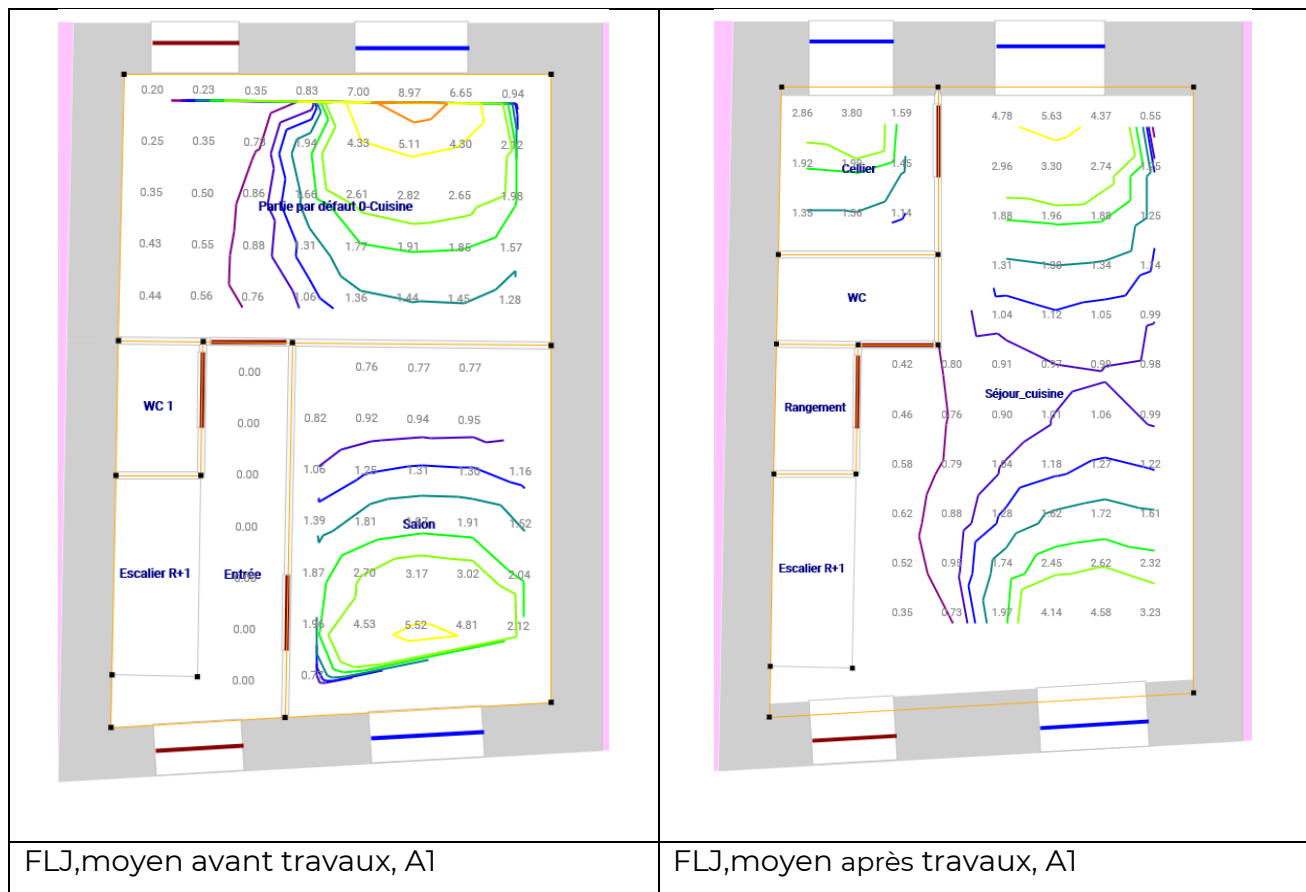 0.20 0.23 0.35 0.83 7.00 8.97 6.65 0.94
0.25 0.35 1.94 4.33 5.11 4.30
0.35 0.50 0.86 1.66 2.61 2.82 2.65 1.98
Partie par défaut 0-Cuisine
0.43 0.55 0.88 1.31 1.77 1.91 1.85 1.57
0.44 0.56 0.76 1.06 1.36 1.44 1.45 1.28
0.00 0.76 0.77 0.77
WC 1
0.00 0.82 0.92 0.94 0.95
0.00 1.06 1.25 1.31 1.30 1.16
0.00 1.39 1.81 1.91 1.52
Salon
Escalier R+1 Entrée 1.87 2.70 3.17 3.02 2.04
0.00 4.53 5.52 4.81 2.12
0.00
FLJ,moyen avant travaux, A1
2.86 3.80 1.59 4.78 5.63 4.37 0.55
1.92 1.45 2.96 3.30 2.74
Cellier
1.14 1.88 1.96 1.25
1.31 1.34 1.14
WC
1.04 1.12 1.05 0.99
0.42 0.80 0.91 0.97 0.98
Séjour_cuisine
Rangement
0.46 0.76 0.90 1.01 1.06 0.99
0.58 0.79 1.18 1.27 1.22
0.62 0.88 1.28 1.62 1.72 1.61
Escalier R+1 0.52 1.74 2.45 2.62 2.32
0.35 0.73 4.14 4.58 3.23
FLJ,moyen après travaux, A1